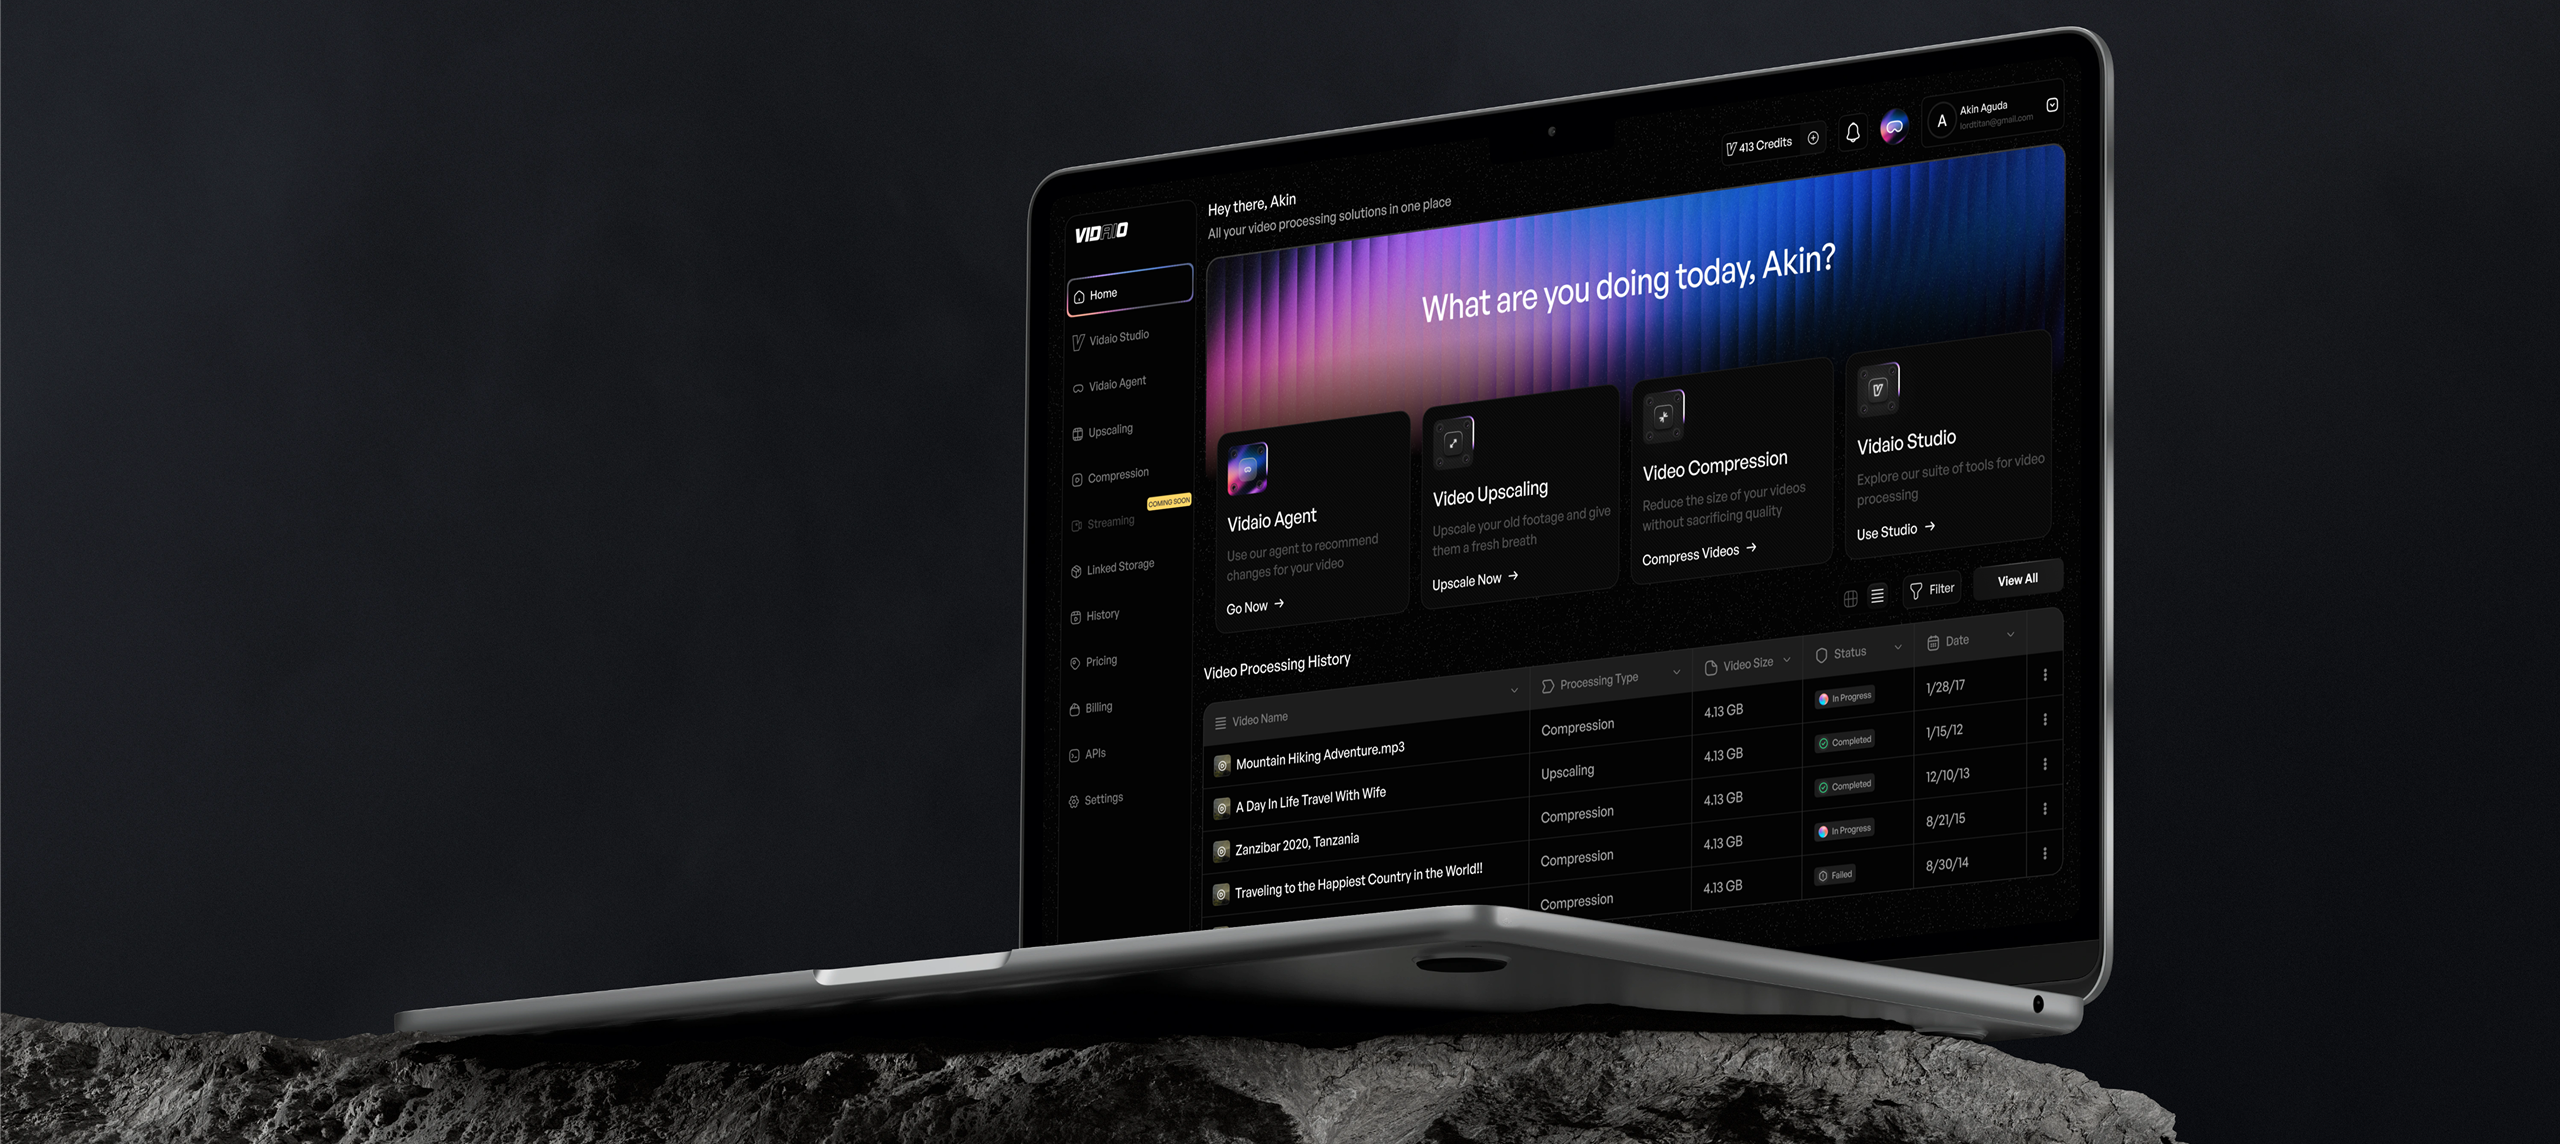 VIDAIO
Home
Vidaio Studio
Vidaio Agent
Upscaling
Compression
COMING SOON
Streaming
Linked Storage
History
Pricing
Billing
APIs
Settings
Hey there, Akin
All your video processing solutions in one place
413 Credits
A
Akin Aguda
lordtitan@gmail.com
What are you doing today, Akin?
Vidaio Agent
Use our agent to recommend
changes for your video
Go Now
Video Upscaling
Upscale your old footage and give
them a fresh breath
Upscale Now
Video Compression
Reduce the size of your videos
without sacrificing quality
Compress Videos
Vidaio Studio
Explore our suite of tools for video
processing
Use Studio
Video Processing History
Filter
View All
Video Name Processing Type Video Size Status Date
Mountain Hiking Adventure.mp3 Compression 4.13 GB In Progress 1/28/17
A Day In Life Travel With Wife Upscaling 4.13 GB Completed 1/15/12
Zanzibar 2020, Tanzania Compression 4.13 GB Completed 12/10/13
Traveling to the Happiest Country in the World!! Compression 4.13 GB In Progress 8/21/15
Compression 4.13 GB Failed 8/30/14